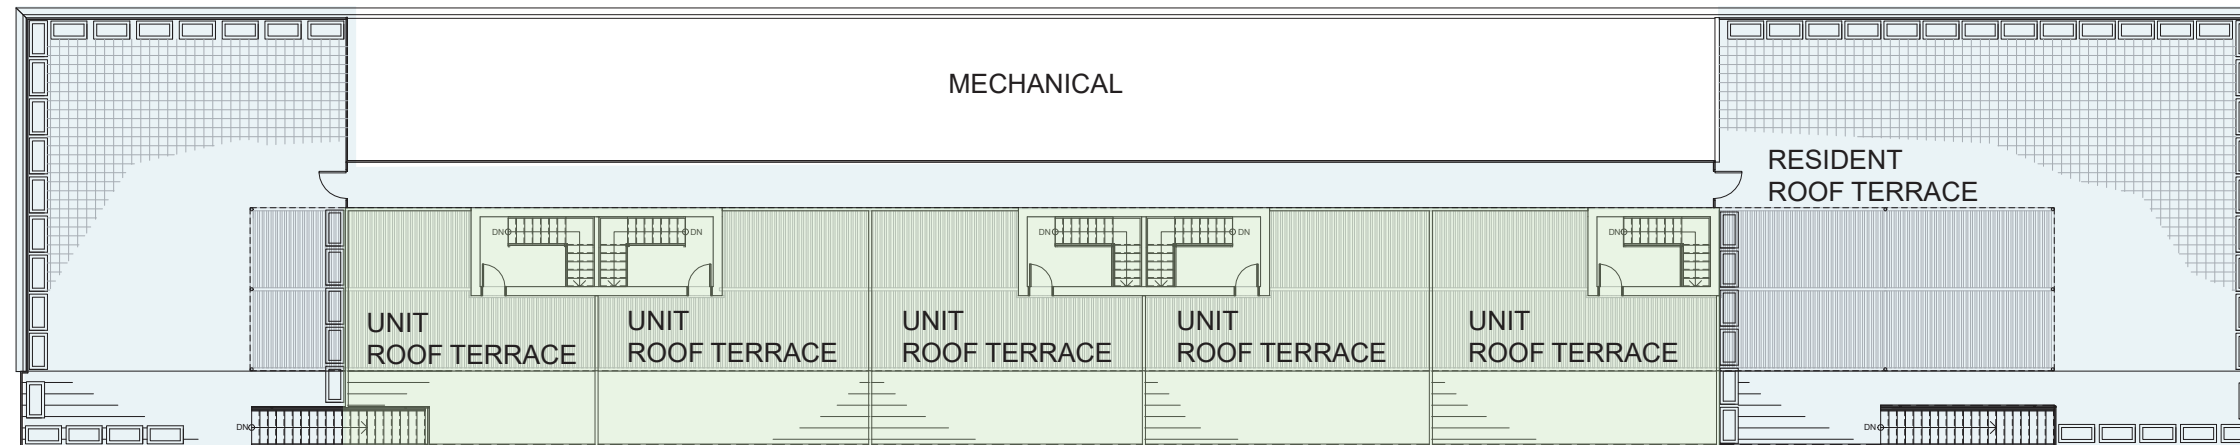 MECHANICAL
RESIDENT
ROOF TERRACE
DN
DN
DN
DN
DN
UNIT
ROOF TERRACE
UNIT
ROOF TERRACE
UNIT
ROOF TERRACE
UNIT
ROOF TERRACE
UNIT
ROOF TERRACE
DN
DN